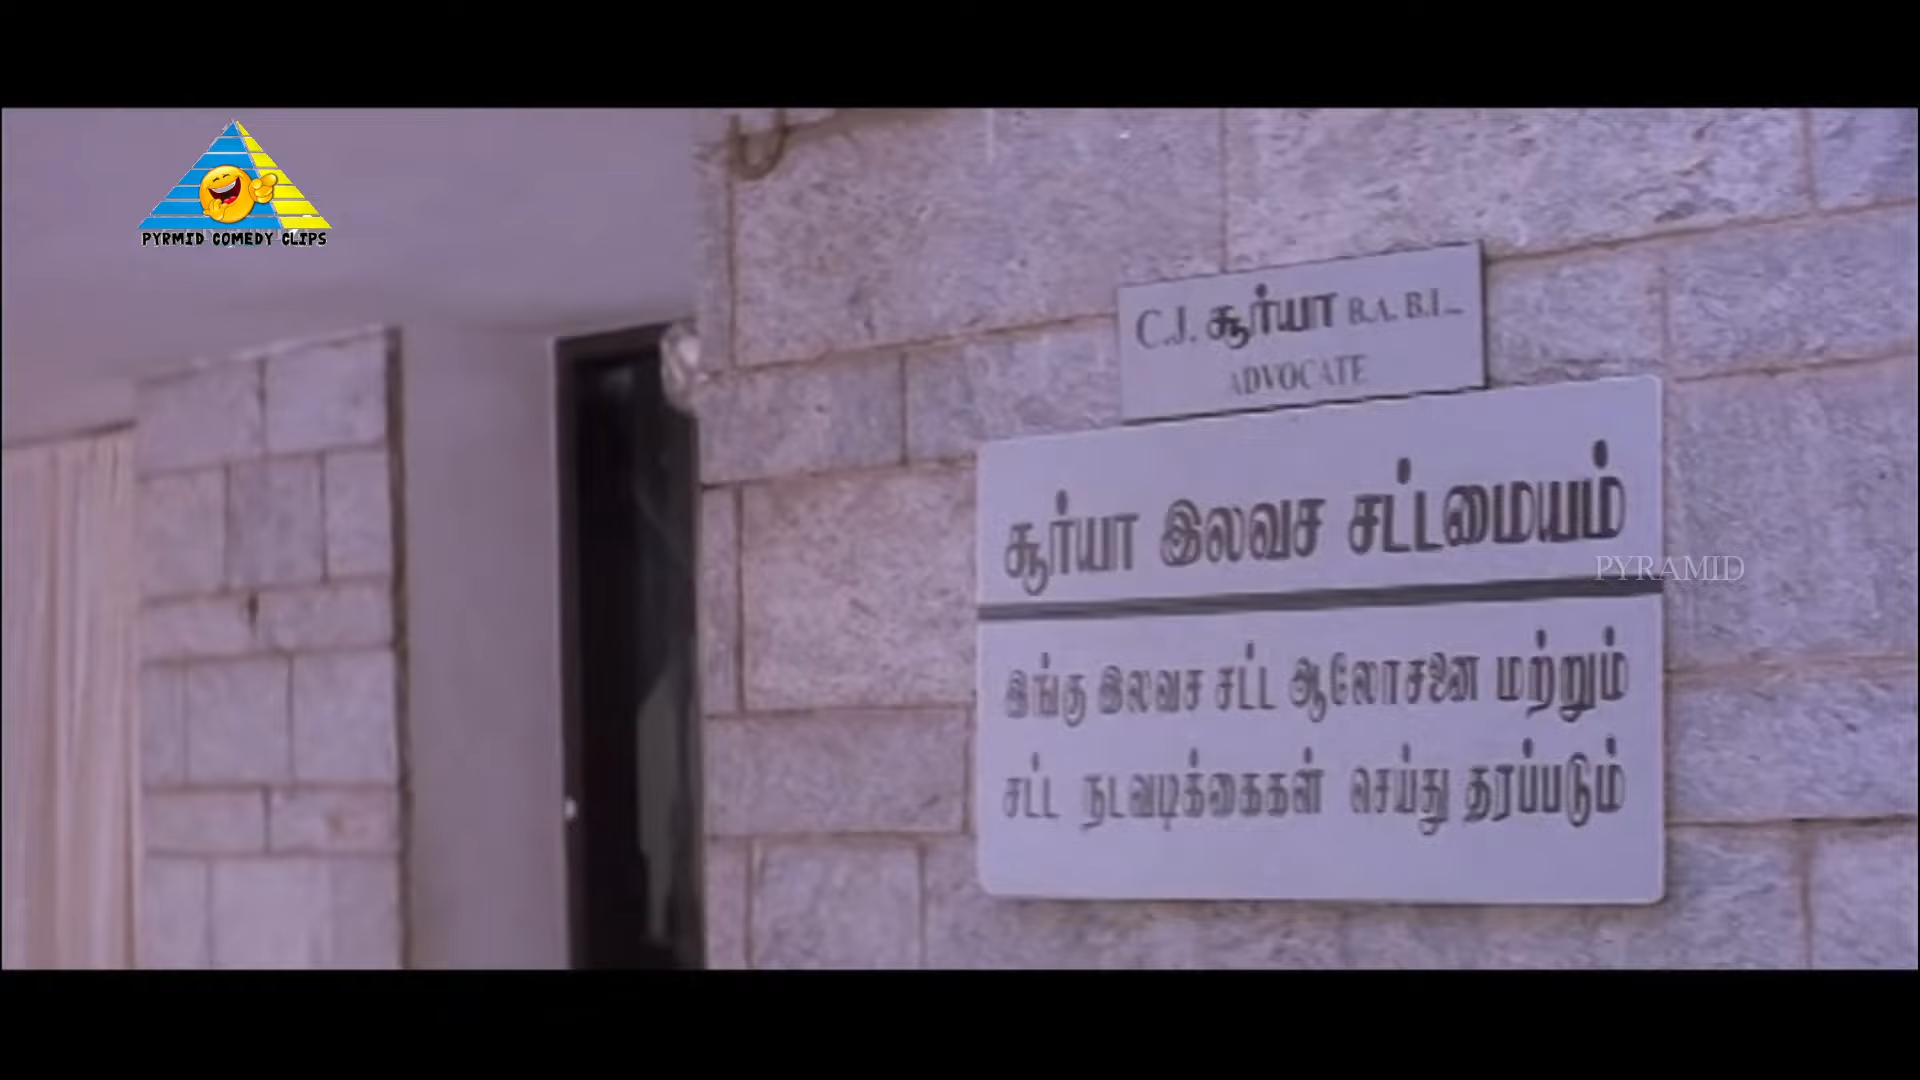 PYRMID COMEDY CLIPS
C.J. சூர்யா B.A. B.L.,
ADVOCATE
சூர்யா இலவச சட்டமையம்
PYRAMID
இங்கு இலவச சட்ட ஆலோசனை மற்றும்
சட்ட நடவடிக்கைகள் செய்து தரப்படும்